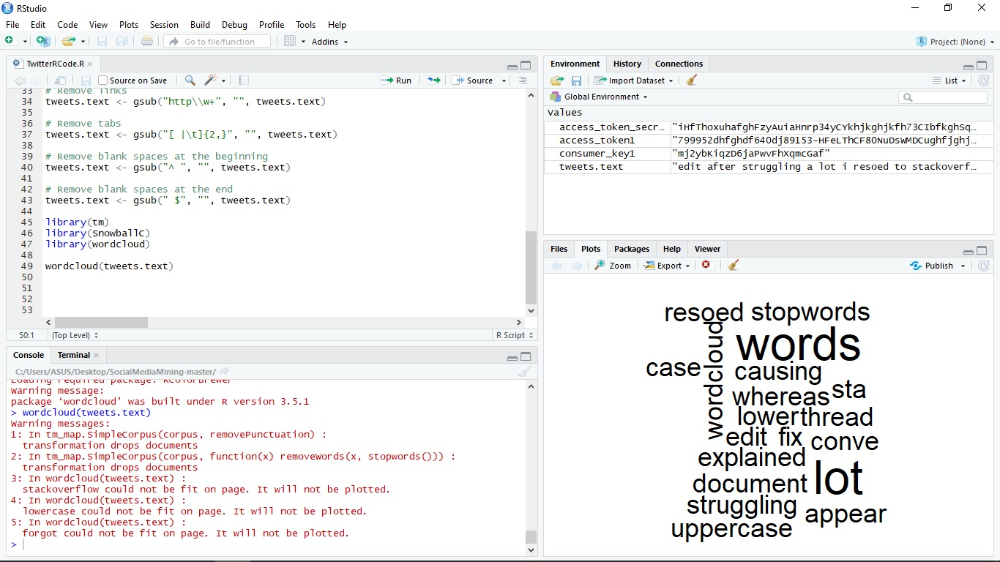 RStudio
File Edit Code View Plots Session Build Debug Profile Tools Help
Go to file/function Addins Project: (None)
TwitterRCode.R
Source on Save Run Source
33 # Remove links
34 tweets.text <- gsub("http\\w+", "", tweets.text)
35
36 # Remove tabs
37 tweets.text <- gsub("[ |\t]{2,}", "", tweets.text)
38
39 # Remove blank spaces at the beginning
40 tweets.text <- gsub("^ ", "", tweets.text)
41
42 # Remove blank spaces at the end
43 tweets.text <- gsub(" $", "", tweets.text)
44
45 library(tm)
46 library(SnowballC)
47 library(wordcloud)
48
49 wordcloud(tweets.text)
50
51
52
53
50:1 (Top Level) R Script
Console Terminal
C:/Users/ASUS/Desktop/SocialMediaMining-master/
Loading required package: RColorBrewer
Warning message:
package ‘wordcloud’ was built under R version 3.5.1
> wordcloud(tweets.text)
Warning messages:
1: In tm_map.SimpleCorpus(corpus, removePunctuation) :
transformation drops documents
2: In tm_map.SimpleCorpus(corpus, function(x) removeWords(x, stopwords())) :
transformation drops documents
3: In wordcloud(tweets.text) :
stackoverflow could not be fit on page. It will not be plotted.
4: In wordcloud(tweets.text) :
lowercase could not be fit on page. It will not be plotted.
5: In wordcloud(tweets.text) :
forgot could not be fit on page. It will not be plotted.
>
Environment History Connections
Import Dataset List
Global Environment
Values
access_token_secr… "iHfThoxuhafghFzyAuiaHnrp34yCYkhjkghjkfh73CIbfkghSq…
access_token1 "799952dhfghdf640dj89153-HFeLThCF8ONuDsWMDCughfjghj…
consumer_key1 "mj2ybKiqzD6jaPwvFhXqmcGaf"
tweets.text "edit after struggling a lot i resoed to stackoverf…
Files Plots Packages Help Viewer
Zoom Export Publish
resoed stopwords
words
wordcloud
case causing
whereas sta
lower thread
edit fix conve
explained
document lot
struggling appear
uppercase